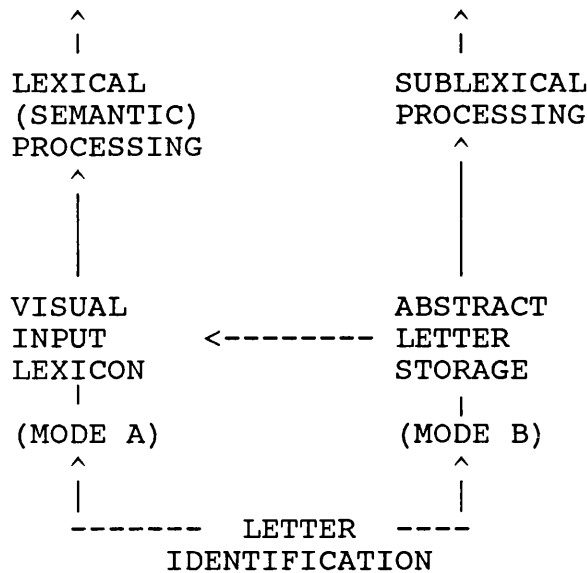 LEXICAL
(SEMANTIC)
PROCESSING
SUBLEXICAL
PROCESSING
VISUAL
INPUT
LEXICON
ABSTRACT
LETTER
STORAGE
(MODE A)
(MODE B)
LETTER
IDENTIFICATION